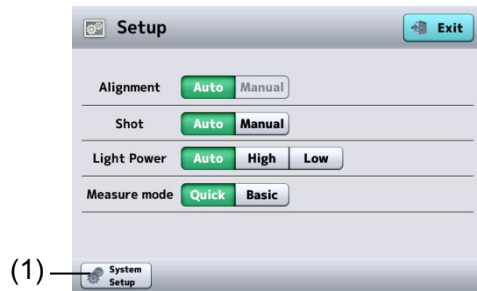 Setup
Exit
Alignment Auto Manual
Shot Auto Manual
Light Power Auto High Low
Measure mode Quick Basic
(1)
System
Setup